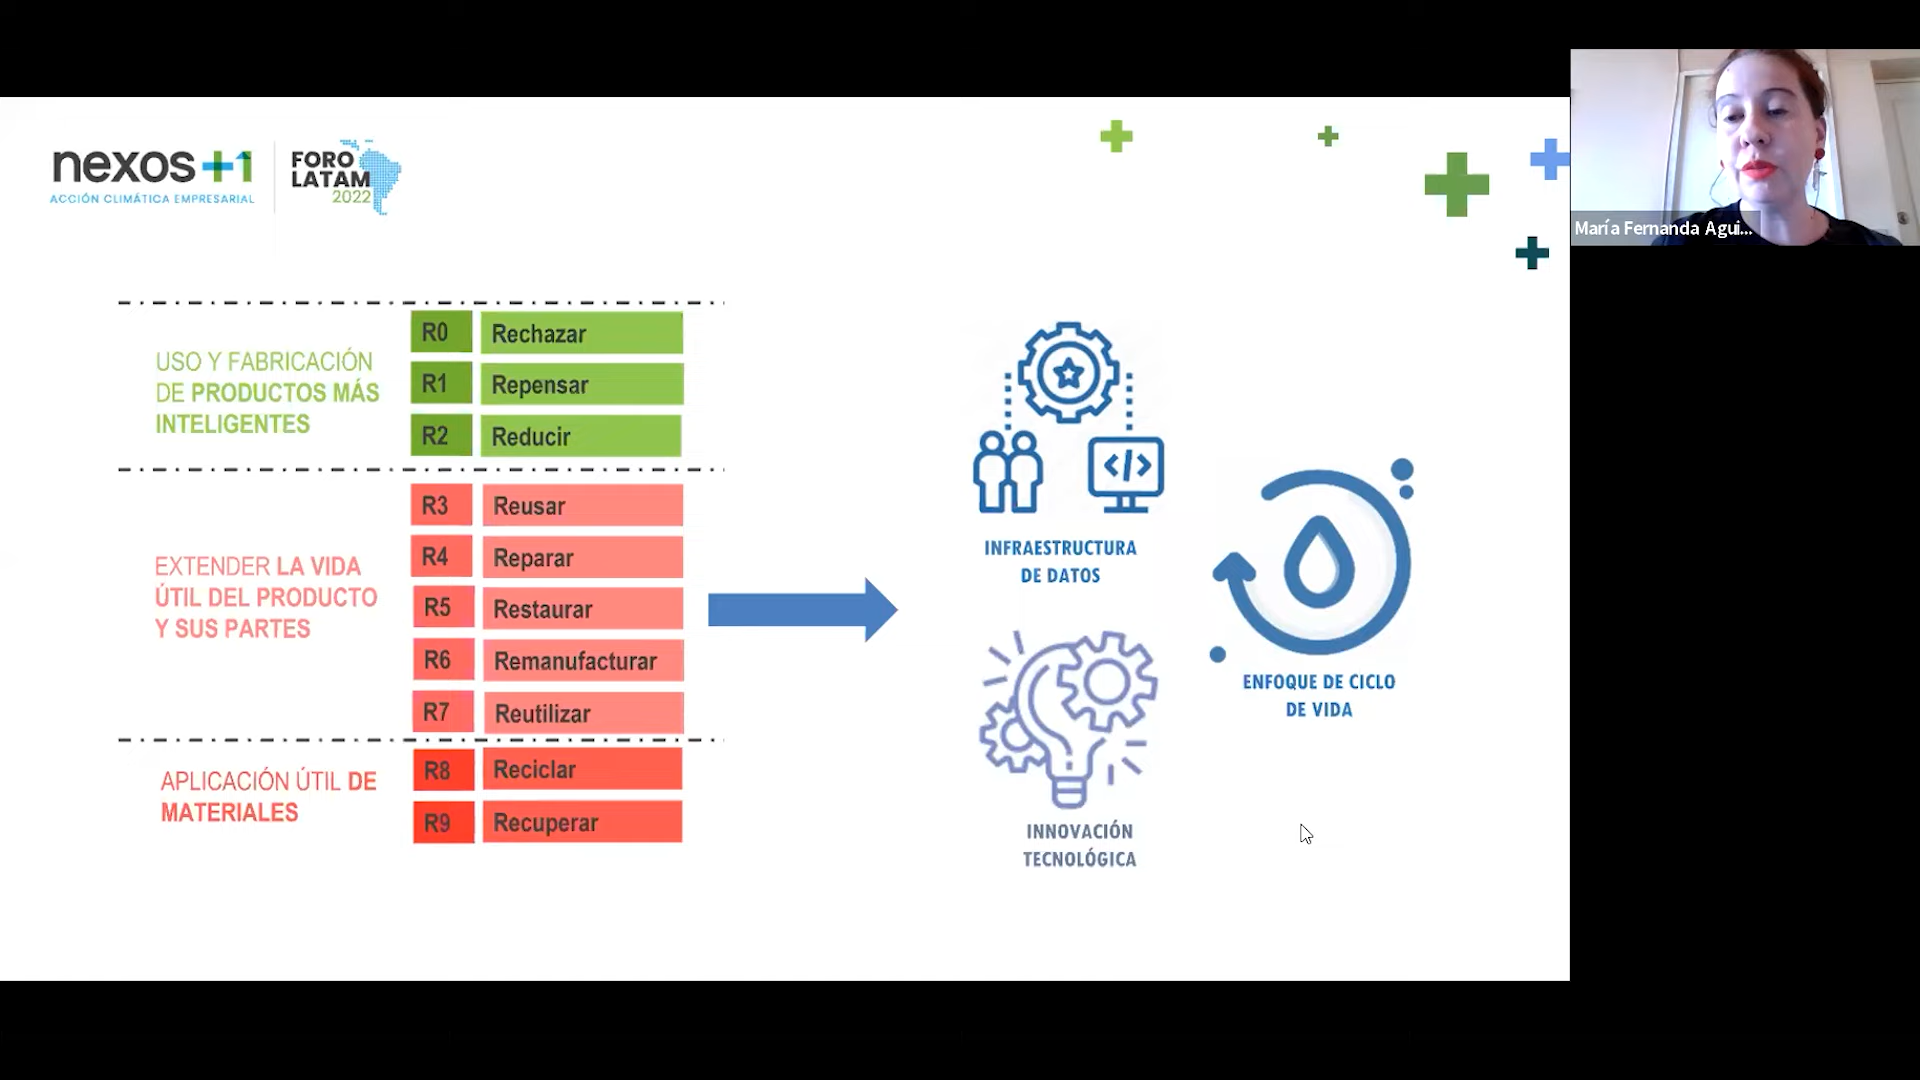 nexos+1
ACCIÓN CLIMÁTICA EMPRESARIAL
FORO
LATAM
2022
María Fernanda Agui...
USO Y FABRICACIÓN
DE PRODUCTOS MÁS
INTELIGENTES
R0 Rechazar
R1 Repensar
R2 Reducir
EXTENDER LA VIDA
ÚTIL DEL PRODUCTO
Y SUS PARTES
R3 Reusar
R4 Reparar
R5 Restaurar
R6 Remanufacturar
R7 Reutilizar
APLICACIÓN ÚTIL DE
MATERIALES
R8 Reciclar
R9 Recuperar
</>
INFRAESTRUCTURA
DE DATOS
INNOVACIÓN
TECNOLÓGICA
ENFOQUE DE CICLO
DE VIDA